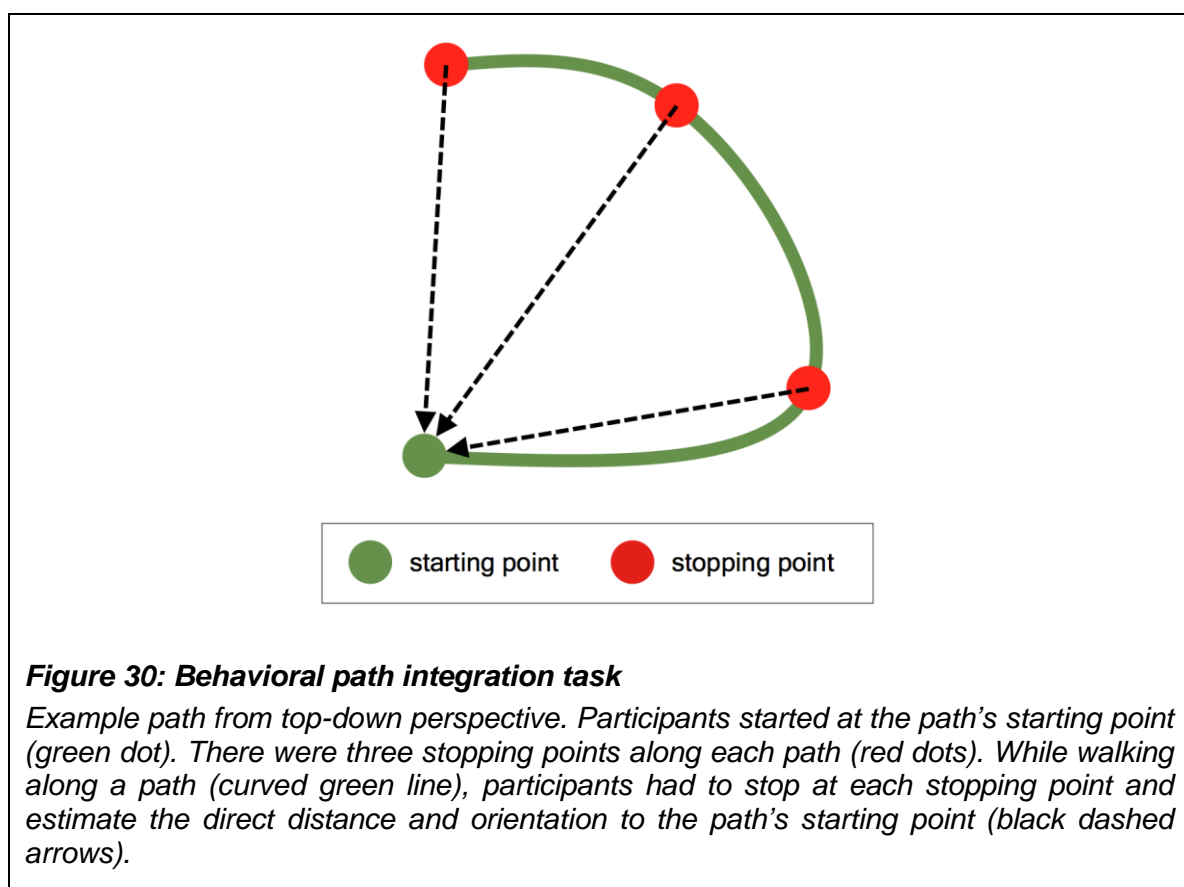 starting point
stopping point
Figure 30: Behavioral path integration task
Example path from top-down perspective. Participants started at the path's starting point
(green dot). There were three stopping points along each path (red dots). While walking
along a path (curved green line), participants had to stop at each stopping point and
estimate the direct distance and orientation to the path's starting point (black dashed
arrows).